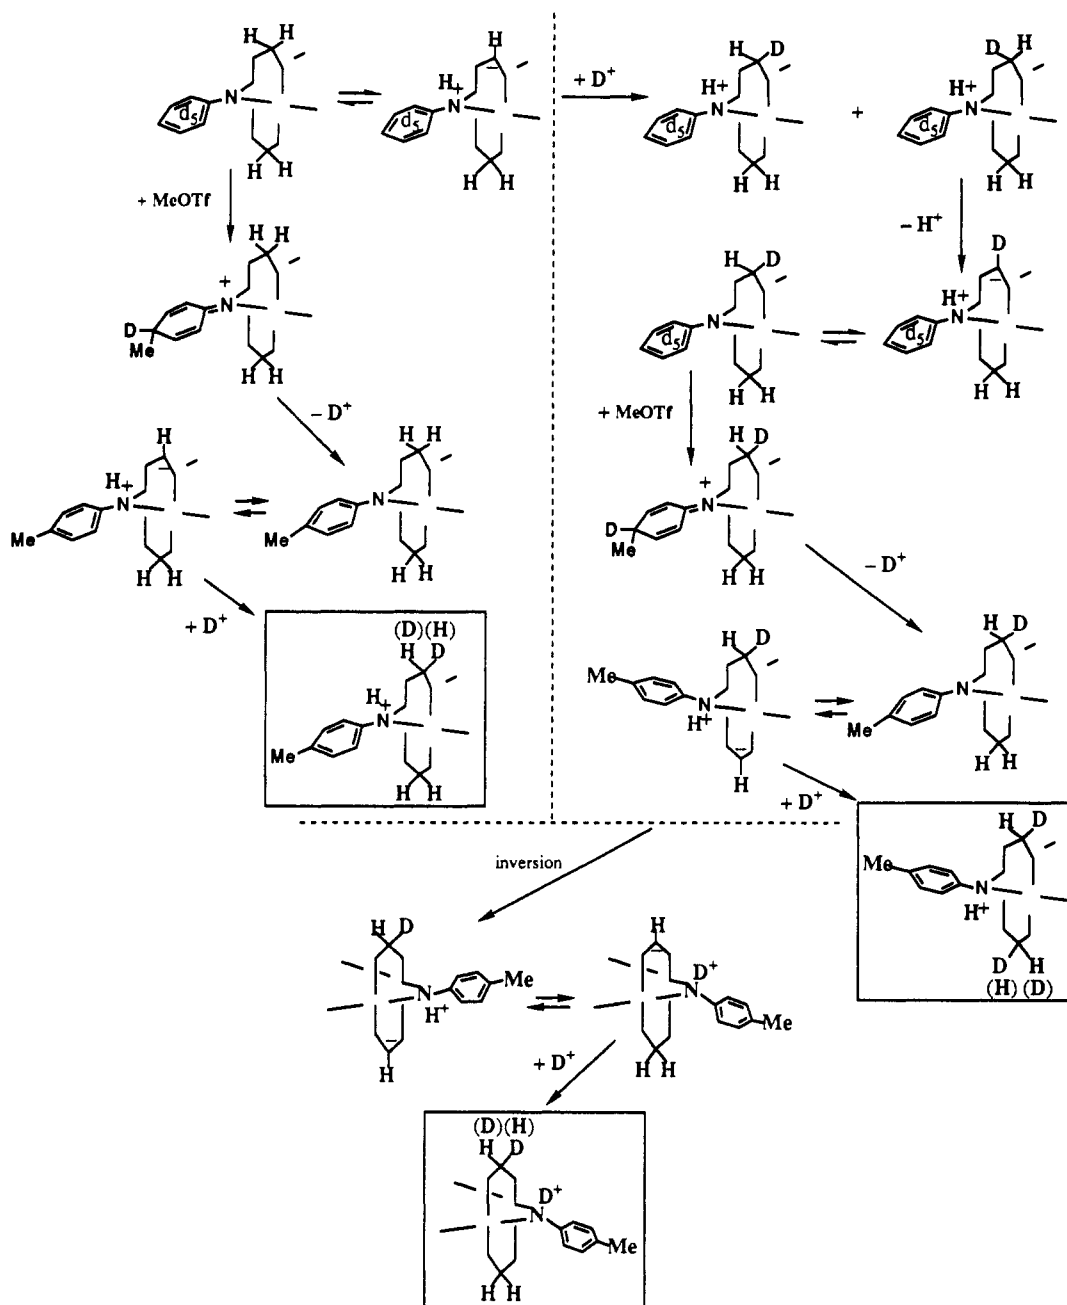 H H H H D D H
H+ + D+ H+ H+
N N N + N
d5 d5 d5 d5
H H H H H H H H
+ MeOTf − H+
H H H D D
+ N N H+ N
D d5 d5
Me
H H H H H H
− D+ + MeOTf
H H H H D
H+ N N + N
Me Me D
Me
H H H H H H
− D+
+ D+ H D H D
(D)(H) Me
H D N N
H+ N H+ Me
Me H H H
H H + D+
inversion H D
Me
N
H+
H D H D H
N Me D+ (H)(D)
H+ N
Me
H H H
+ D+
(D)(H)
H D
D+
N
Me
H H